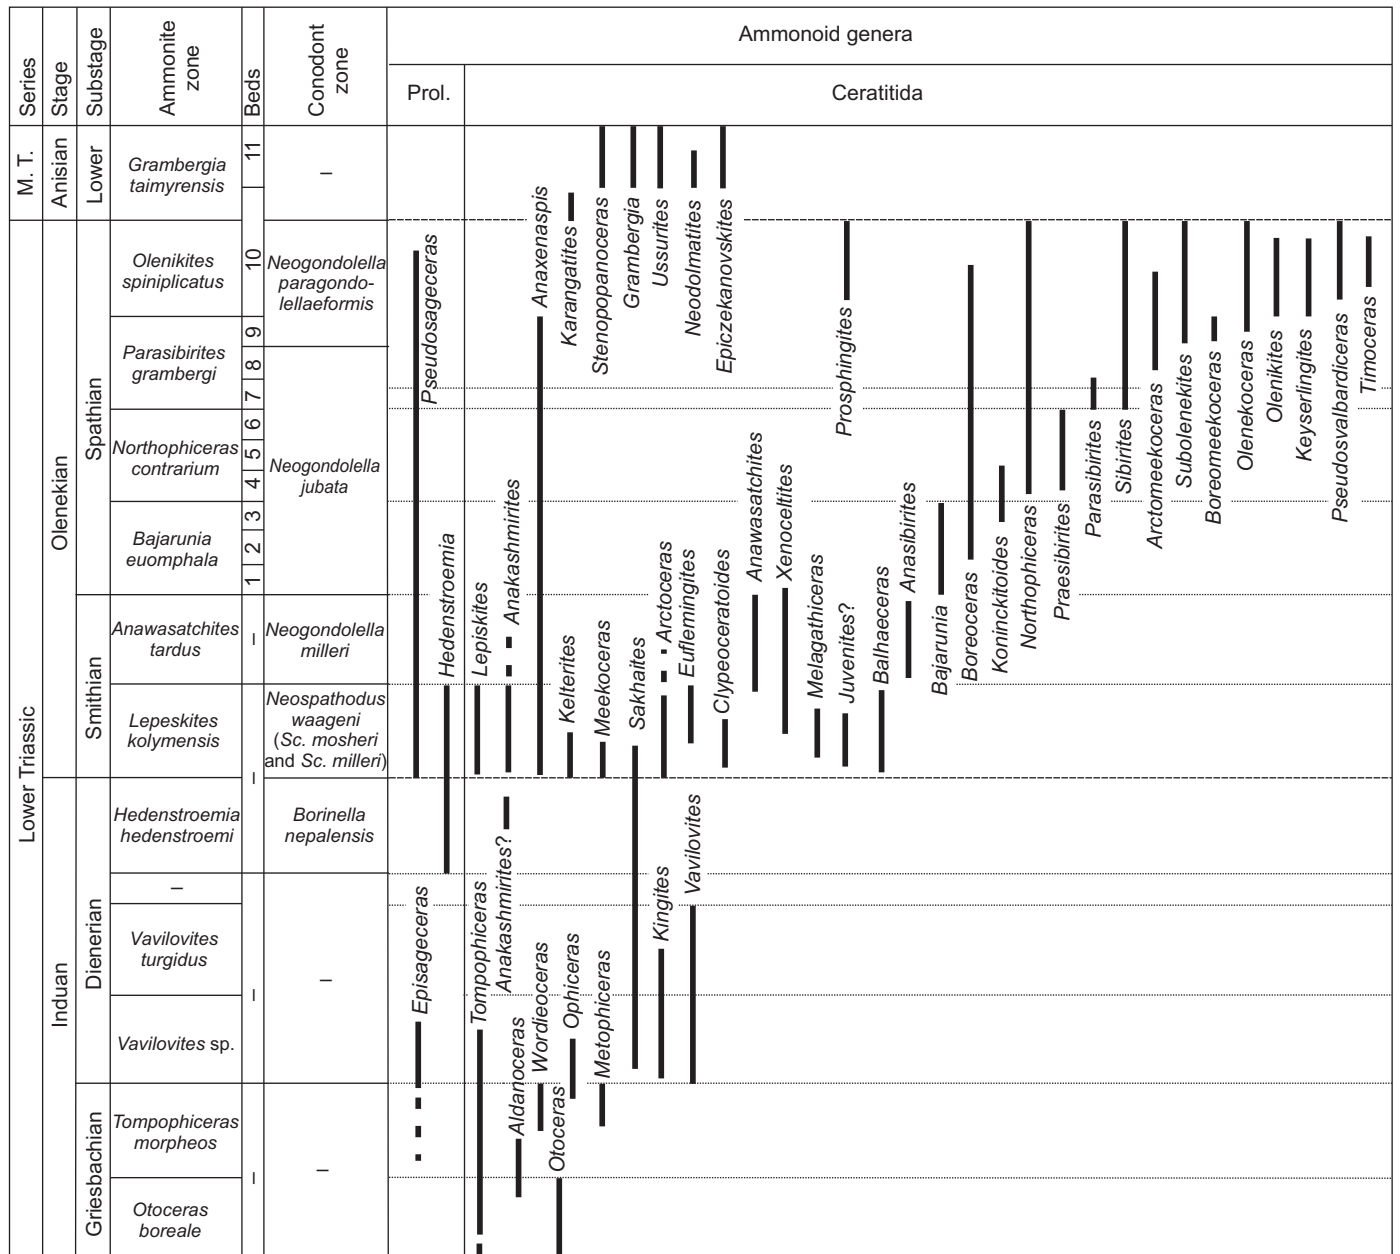 Series
Stage
Substage
Ammonite
zone
Beds
Conodont
zone
Ammonoid genera
Prol.
Ceratitida
M. T.
Anisian
Lower
Grambergia
taimyrensis
11
–
Lower Triassic
Olenekian
Spathian
Olenikites
spiniplicatus
10
Neogondolella
paragondo-
lellaeformis
Parasibirites
grambergi
9
8
7
Northophiceras
contrarium
6
5
4
Neogondolella
jubata
Bajarunia
euomphala
3
2
1
Smithian
Anawasatchites
tardus
–
Neogondolella
milleri
Lepeskites
kolymensis
Neospathodus
waageni
(Sc. mosheri
and Sc. milleri)
–
Induan
Dienerian
Hedenstroemia
hedenstroemi
Borinella
nepalensis
–
Vavilovites
turgidus
–
–
Vavilovites sp.
Griesbachian
Tompophiceras
morpheos
–
–
Otoceras
boreale
Pseudosageceras
Hedenstroemia
Episageceras
Lepiskites
Anakashmirites
Anaxenaspis
Karangatites
Stenopopanoceras
Grambergia
Ussurites
Neodolmatites
Epiczekanovskites
Kelterites
Meekoceras
Sakhaites
Arctoceras
Euflemingites
Clypeoceratoides
Anawasatchites
Xenoceltites
Melagathiceras
Juvenites?
Balhaeceras
Anasibirites
Bajarunia
Boreoceras
Koninckitoides
Northophiceras
Praesibirites
Parasibirites
Sibirites
Arctomeekoceras
Subolenekites
Boreomeekoceras
Olenekoceras
Olenikites
Keyserlingites
Pseudosvalbardiceras
Timoceras
Prosphingites
Tompophiceras
Anakashmirites?
Aldanoceras
Wordieoceras
Otoceras
Ophiceras
Metophiceras
Kingites
Vavilovites